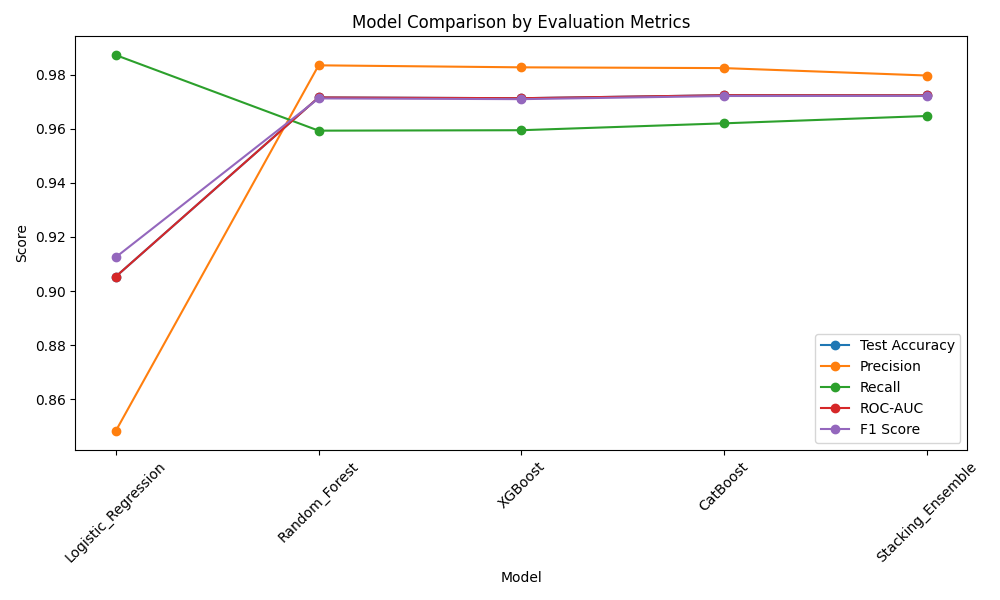 Model Comparison by Evaluation Metrics
Score
0.98
0.96
0.94
0.92
0.90
0.88
0.86
Test Accuracy
Precision
Recall
ROC-AUC
F1 Score
Logistic_Regression
Random_Forest
XGBoost
CatBoost
Stacking_Ensemble
Model